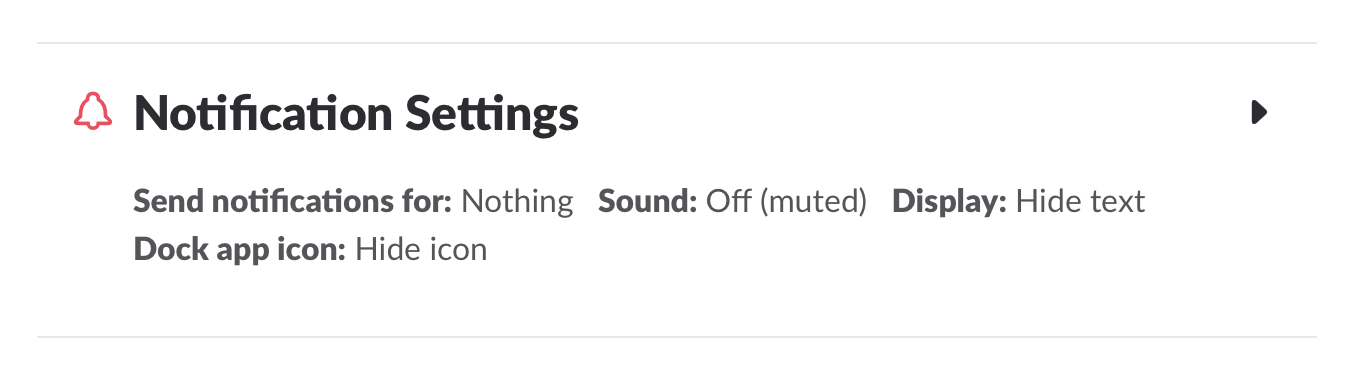 Notification Settings
Send notifications for: Nothing Sound: Off (muted) Display: Hide text
Dock app icon: Hide icon